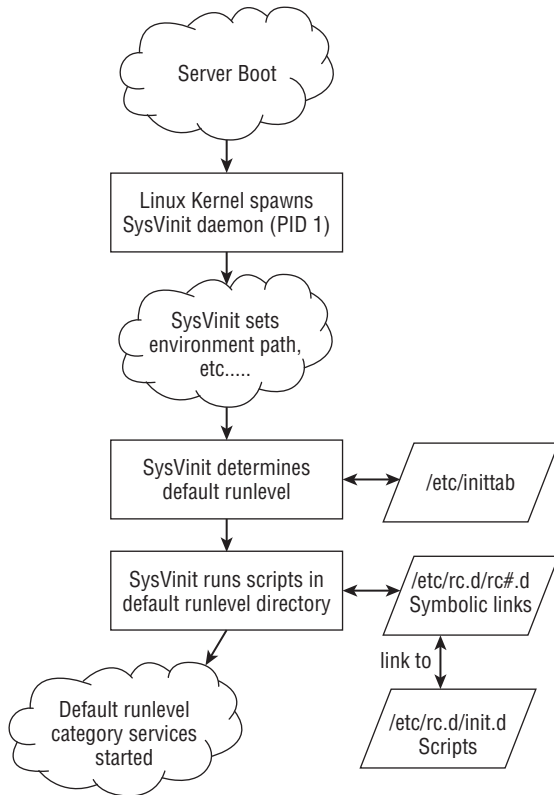 Server Boot
Linux Kernel spawns
SysVinit daemon (PID 1)
SysVinit sets
environment path,
etc.....
SysVinit determines
default runlevel
/etc/inittab
SysVinit runs scripts in
default runlevel directory
/etc/rc.d/rc#.d
Symbolic links
link to
Default runlevel
category services
started
/etc/rc.d/init.d
Scripts